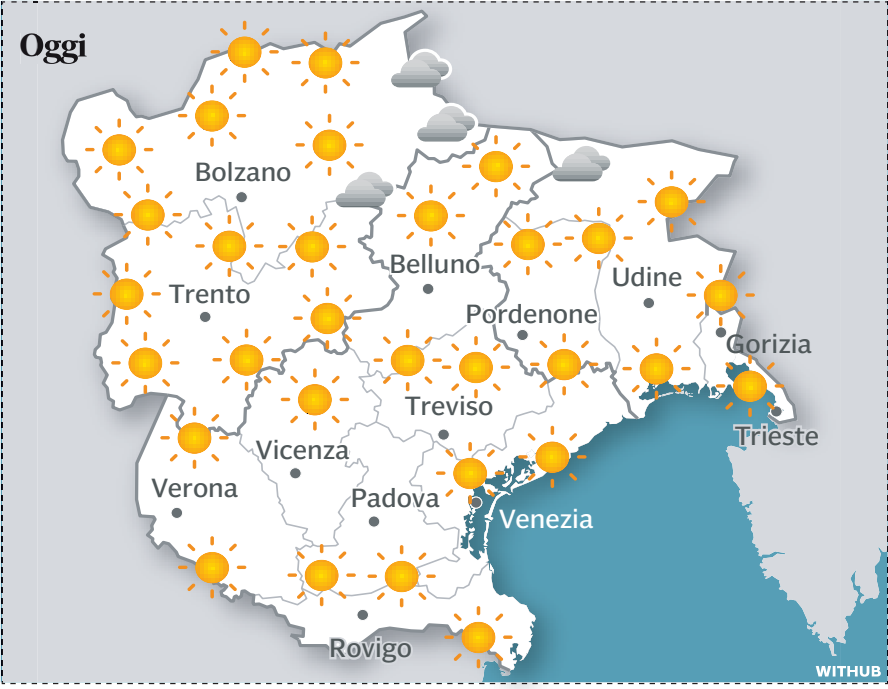 Oggi
Bolzano
Belluno
Udine
Trento
Pordenone
Gorizia
Treviso
Trieste
Vicenza
Verona
Padova
Venezia
Rovigo
WITHUB